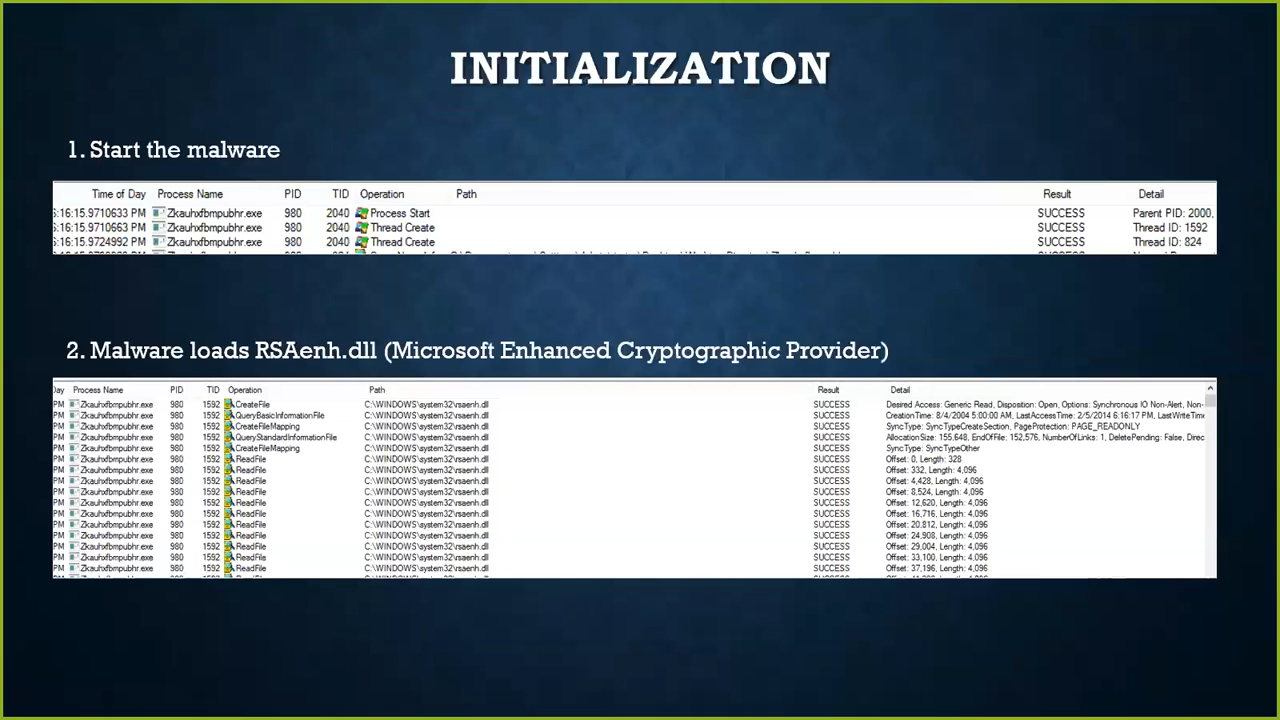 INITIALIZATION
1. Start the malware
Time of Day Process Name PID TID Operation Path Result Detail
6:16:15.9710633 PM Zkauhxfbmpubhr.exe 980 2040 Process Start SUCCESS Parent PID: 2000,
6:16:15.9710663 PM Zkauhxfbmpubhr.exe 980 2040 Thread Create SUCCESS Thread ID: 1592
6:16:15.9724992 PM Zkauhxfbmpubhr.exe 980 2040 Thread Create SUCCESS Thread ID: 824
2. Malware loads RSAenh.dll (Microsoft Enhanced Cryptographic Provider)
Day Process Name PID TID Operation Path Result Detail
PM Zkauhxfbmpubhr.exe 980 1592 CreateFile C:\WINDOWS\system32\rsaenh.dll SUCCESS Desired Access: Generic Read, Disposition: Open, Options: Synchronous IO Non-Alert, Non-
PM Zkauhxfbmpubhr.exe 980 1592 QueryBasicInformationFile C:\WINDOWS\system32\rsaenh.dll SUCCESS CreationTime: 8/4/2004 5:00:00 AM, LastAccessTime: 2/5/2014 6:16:17 PM, LastWriteTime
PM Zkauhxfbmpubhr.exe 980 1592 CreateFileMapping C:\WINDOWS\system32\rsaenh.dll SUCCESS SyncType: SyncTypeCreateSection, PageProtection: PAGE_READONLY
PM Zkauhxfbmpubhr.exe 980 1592 QueryStandardInformationFile C:\WINDOWS\system32\rsaenh.dll SUCCESS AllocationSize: 155,648, EndOfFile: 152,576, NumberOfLinks: 1, DeletePending: False, Direc
PM Zkauhxfbmpubhr.exe 980 1592 CreateFileMapping C:\WINDOWS\system32\rsaenh.dll SUCCESS SyncType: SyncTypeOther
PM Zkauhxfbmpubhr.exe 980 1592 ReadFile C:\WINDOWS\system32\rsaenh.dll SUCCESS Offset: 0, Length: 328
PM Zkauhxfbmpubhr.exe 980 1592 ReadFile C:\WINDOWS\system32\rsaenh.dll SUCCESS Offset: 332, Length: 4,096
PM Zkauhxfbmpubhr.exe 980 1592 ReadFile C:\WINDOWS\system32\rsaenh.dll SUCCESS Offset: 4,428, Length: 4,096
PM Zkauhxfbmpubhr.exe 980 1592 ReadFile C:\WINDOWS\system32\rsaenh.dll SUCCESS Offset: 8,524, Length: 4,096
PM Zkauhxfbmpubhr.exe 980 1592 ReadFile C:\WINDOWS\system32\rsaenh.dll SUCCESS Offset: 12,620, Length: 4,096
PM Zkauhxfbmpubhr.exe 980 1592 ReadFile C:\WINDOWS\system32\rsaenh.dll SUCCESS Offset: 16,716, Length: 4,096
PM Zkauhxfbmpubhr.exe 980 1592 ReadFile C:\WINDOWS\system32\rsaenh.dll SUCCESS Offset: 20,812, Length: 4,096
PM Zkauhxfbmpubhr.exe 980 1592 ReadFile C:\WINDOWS\system32\rsaenh.dll SUCCESS Offset: 24,908, Length: 4,096
PM Zkauhxfbmpubhr.exe 980 1592 ReadFile C:\WINDOWS\system32\rsaenh.dll SUCCESS Offset: 29,004, Length: 4,096
PM Zkauhxfbmpubhr.exe 980 1592 ReadFile C:\WINDOWS\system32\rsaenh.dll SUCCESS Offset: 33,100, Length: 4,096
PM Zkauhxfbmpubhr.exe 980 1592 ReadFile C:\WINDOWS\system32\rsaenh.dll SUCCESS Offset: 37,196, Length: 4,096